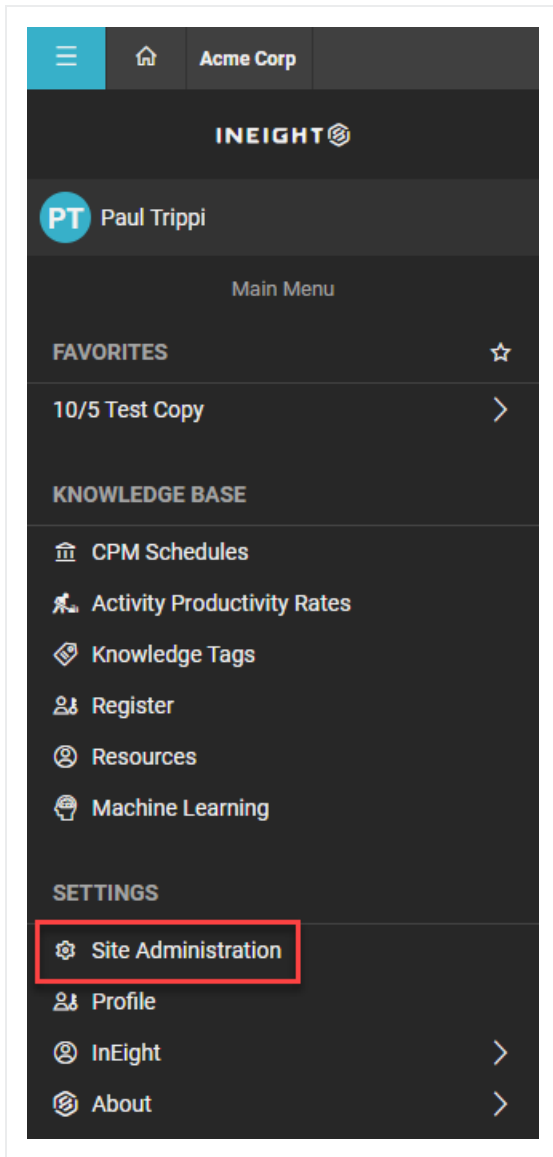 Acme Corp
INEIGHT
PT Paul Trippi
Main Menu
FAVORITES
10/5 Test Copy
KNOWLEDGE BASE
CPM Schedules
Activity Productivity Rates
Knowledge Tags
Register
Resources
Machine Learning
SETTINGS
Site Administration
Profile
InEight
About